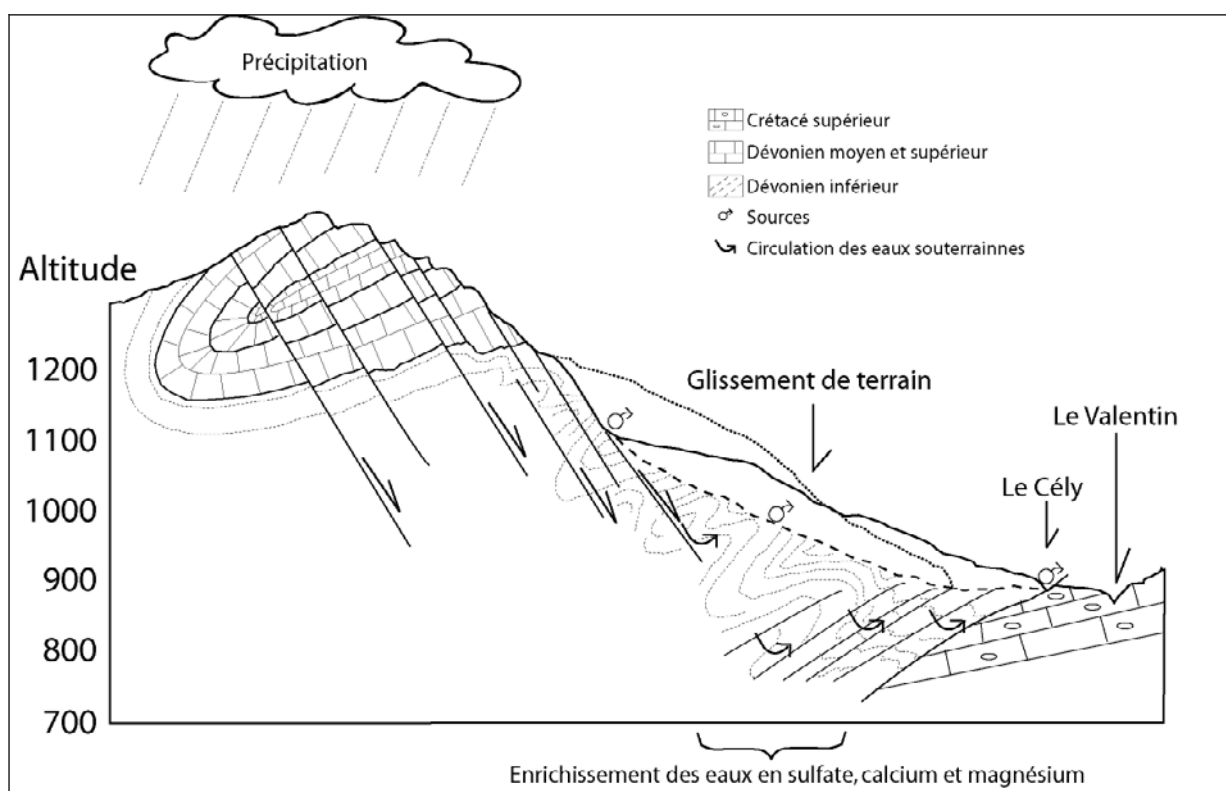 Précipitation
Crétacé supérieur
Dévonien moyen et supérieur
Dévonien inférieur
Sources
Circulation des eaux souterrainnes
Altitude
1200
1100
1000
900
800
700
Glissement de terrain
Le Valentin
Le Cély
Enrichissement des eaux en sulfate, calcium et magnésium